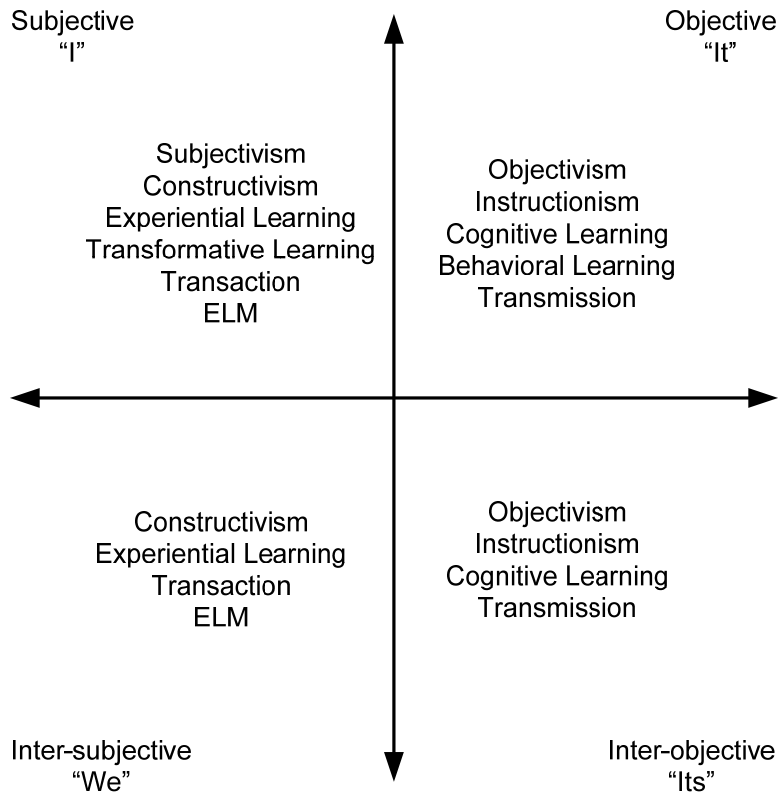 Subjective
“I”
Objective
“It”
Subjectivism
Constructivism
Experiential Learning
Transformative Learning
Transaction
ELM
Objectivism
Instructionism
Cognitive Learning
Behavioral Learning
Transmission
Constructivism
Experiential Learning
Transaction
ELM
Objectivism
Instructionism
Cognitive Learning
Transmission
Inter-subjective
“We”
Inter-objective
“Its”